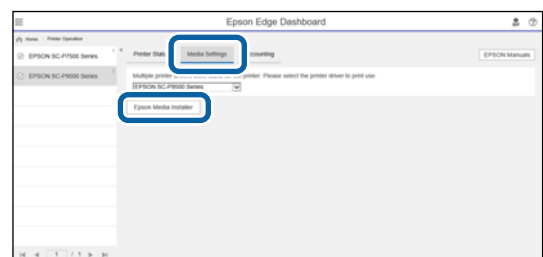 Epson Edge Dashboard
Home / Printer Operation
EPSON SC-P7500 Series
EPSON SC-P9500 Series
Printer Stat
Media Settings
counting
EPSON Manuals
Multiple printer the printer. Please select the printer driver to print use.
EPSON SC-P9500 Series
Epson Media Installer
1 / 1